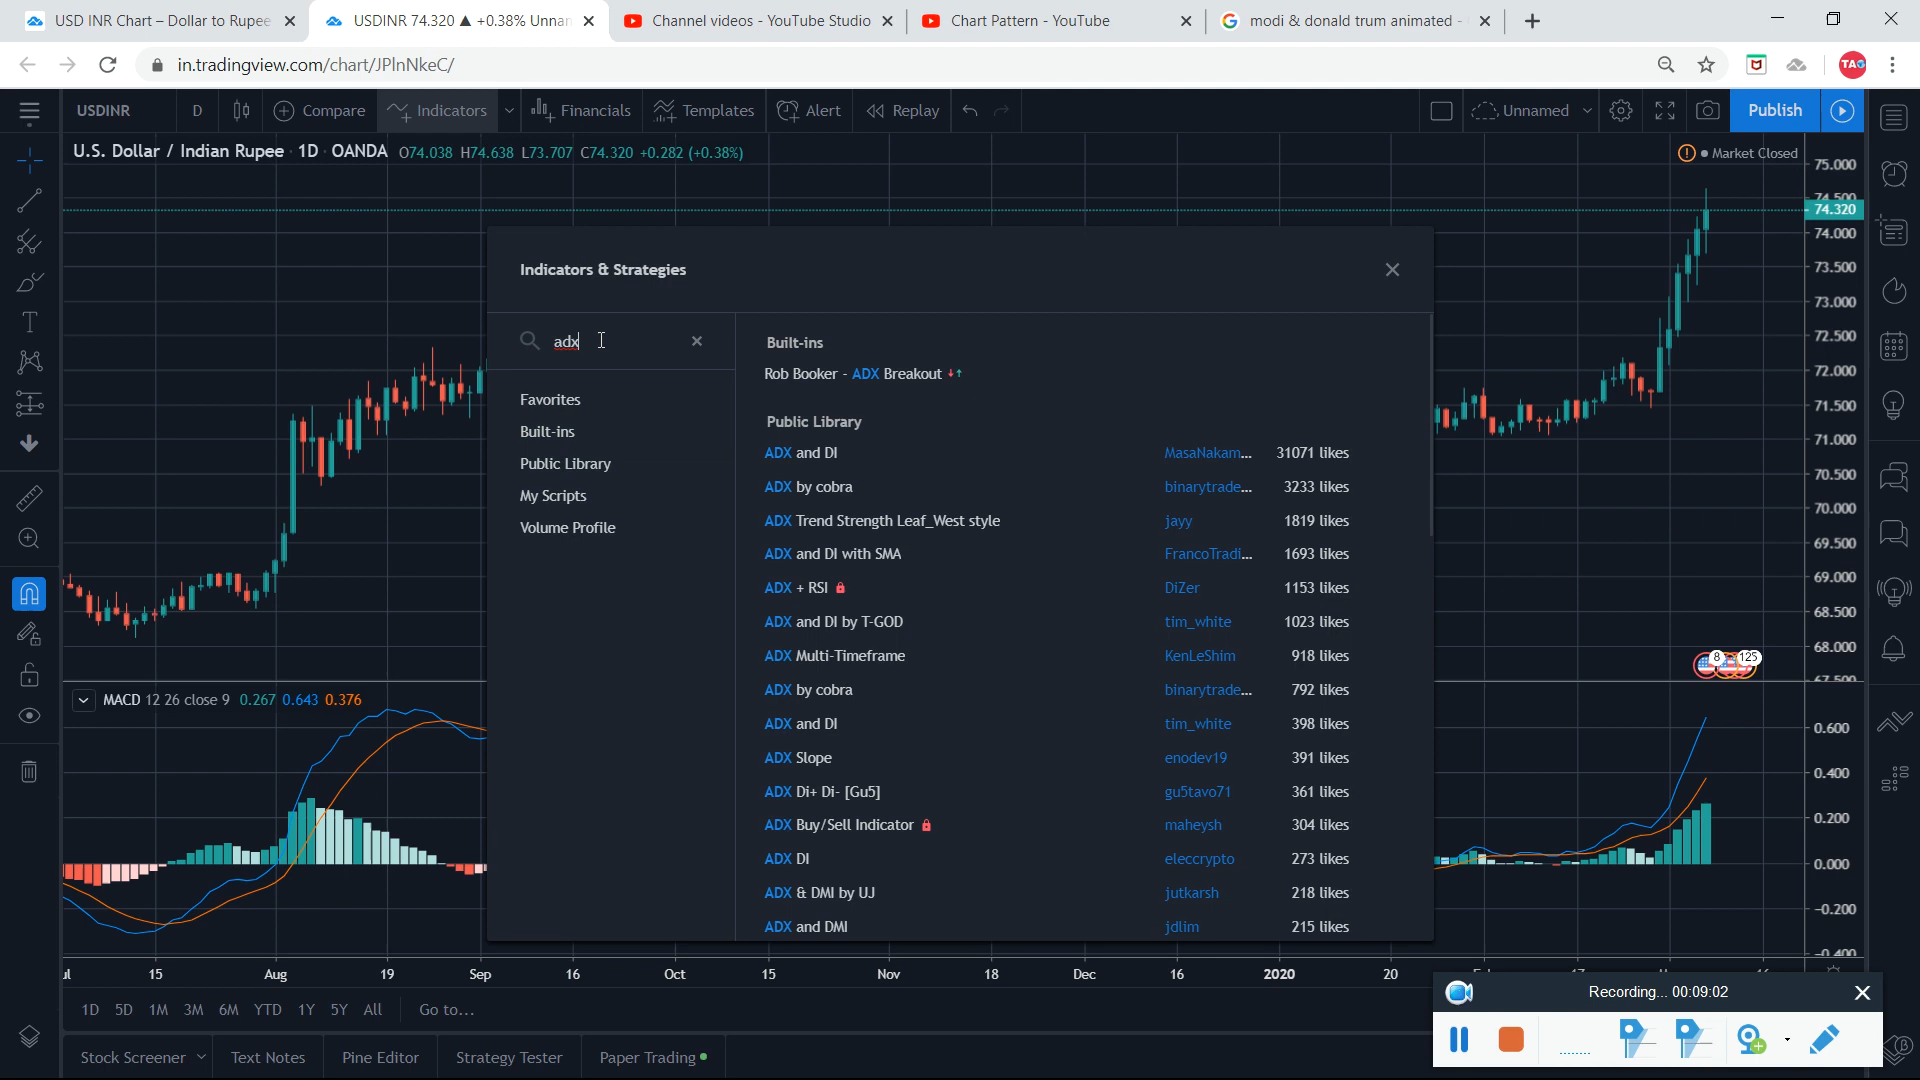 USD INR Chart – Dollar to Rupee
USDINR 74.320 ▲ +0.38% Unnan
Channel videos - YouTube Studio
Chart Pattern - YouTube
modi & donald trum animated -
in.tradingview.com/chart/JPlnNkeC/
TAG
USDINR
D
Compare
Indicators
Financials
Templates
Alert
Replay
Unnamed
Publish
U.S. Dollar / Indian Rupee · 1D · OANDA O74.038 H74.638 L73.707 C74.320 +0.282 (+0.38%)
Market Closed
75.000
74.500
74.320
74.000
73.500
73.000
72.500
72.000
71.500
71.000
70.500
70.000
69.500
69.000
68.500
68.000
67.500
Indicators & Strategies
adx
Favorites
Built-ins
Public Library
My Scripts
Volume Profile
Built-ins
Rob Booker - ADX Breakout
Public Library
ADX and DI MasaNakam... 31071 likes
ADX by cobra binarytrade... 3233 likes
ADX Trend Strength Leaf_West style jayy 1819 likes
ADX and DI with SMA FrancoTradi... 1693 likes
ADX + RSI DiZer 1153 likes
ADX and DI by T-GOD tim_white 1023 likes
ADX Multi-Timeframe KenLeShim 918 likes
ADX by cobra binarytrade... 792 likes
ADX and DI tim_white 398 likes
ADX Slope enodev19 391 likes
ADX Di+ Di- [Gu5] gu5tavo71 361 likes
ADX Buy/Sell Indicator maheysh 304 likes
ADX DI eleccrypto 273 likes
ADX & DMI by UJ jutkarsh 218 likes
ADX and DMI jdlim 215 likes
8 125
MACD 12 26 close 9 0.267 0.643 0.376
0.600
0.400
0.200
0.000
-0.200
-0.400
15 Aug 19 Sep 16 Oct 15 Nov 18 Dec 16 2020 20
1D 5D 1M 3M 6M YTD 1Y 5Y All Go to...
Stock Screener Text Notes Pine Editor Strategy Tester Paper Trading
Recording... 00:09:02